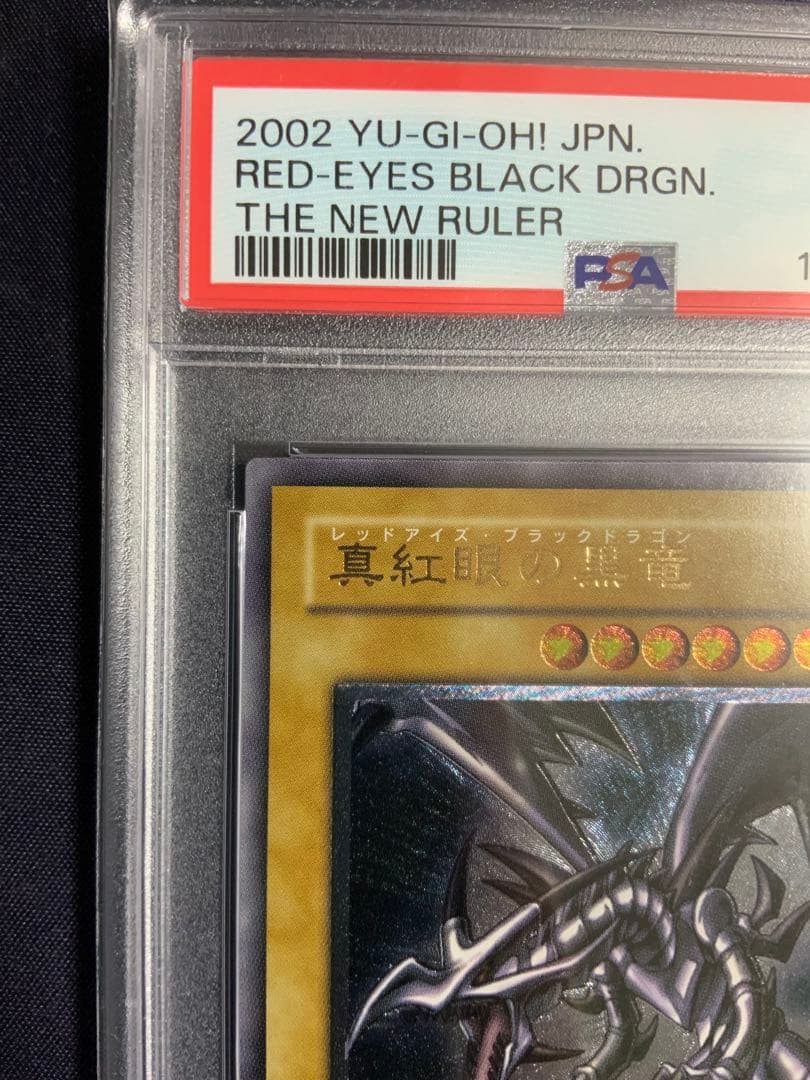 2002 YU-GI-OH! JPN.
RED-EYES BLACK DRGN.
THE NEW RULER
PSA
レッドアイズ・ブラックドラゴン
真紅眼の黒竜